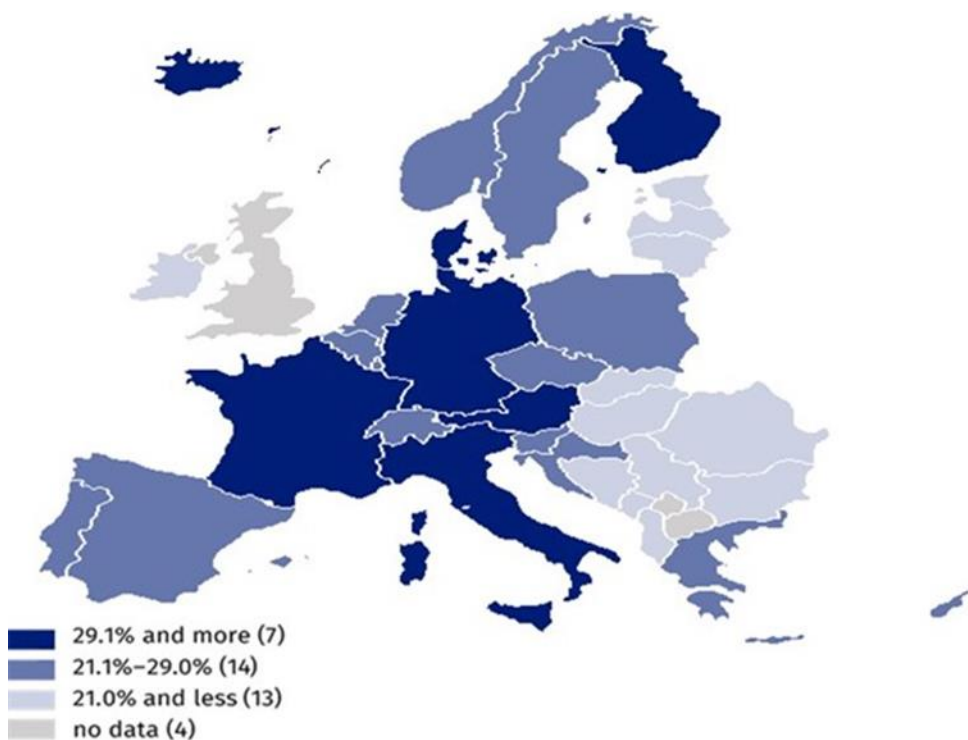 29.1% and more (7)
21.1%–29.0% (14)
21.0% and less (13)
no data (4)